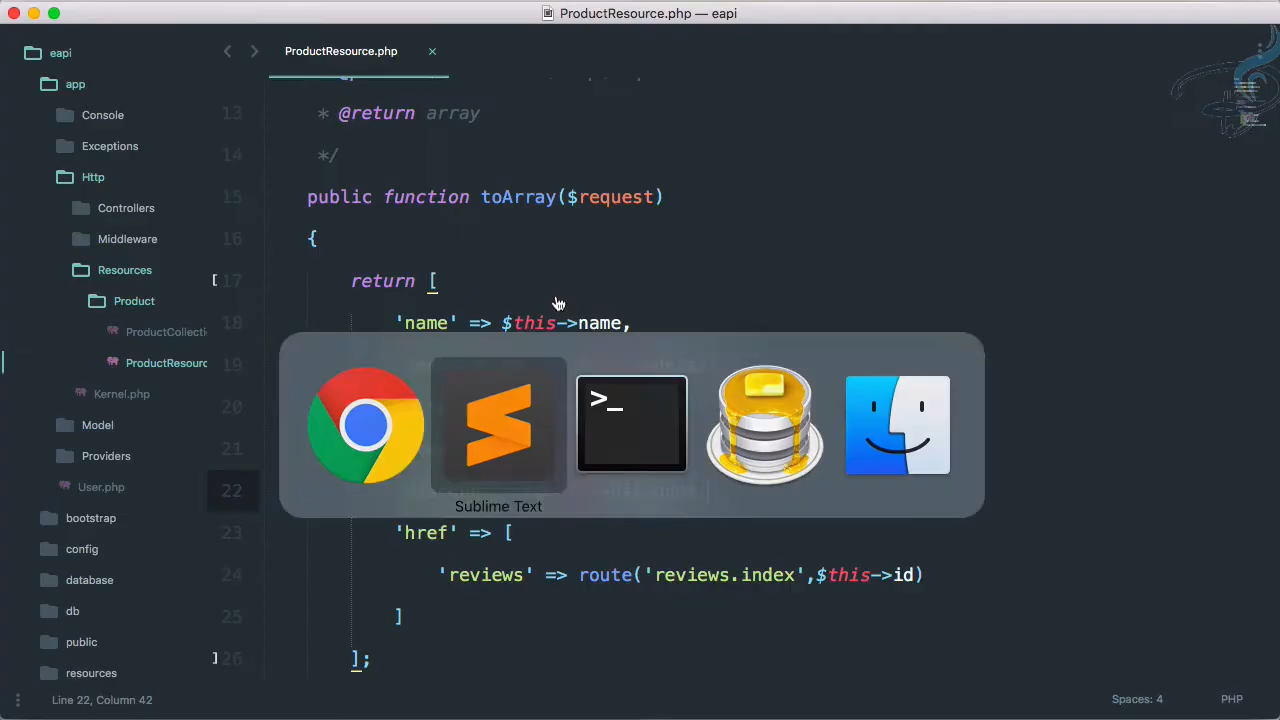 ProductResource.php — eapi
eapi
app
Console
Exceptions
Http
Controllers
Middleware
Resources
Product
ProductCollecti
ProductResourc
Kernel.php
Model
Providers
User.php
bootstrap
config
database
db
public
resources
ProductResource.php ×
13 * @return array
14 */
15 public function toArray($request)
16 {
17 return [
18 'name' => $this->name,
19
20
21
22
23 'href' => [
24 'reviews' => route('reviews.index',$this->id)
25 ]
26 ];
>_
Sublime Text
Line 22, Column 42
Spaces: 4
PHP